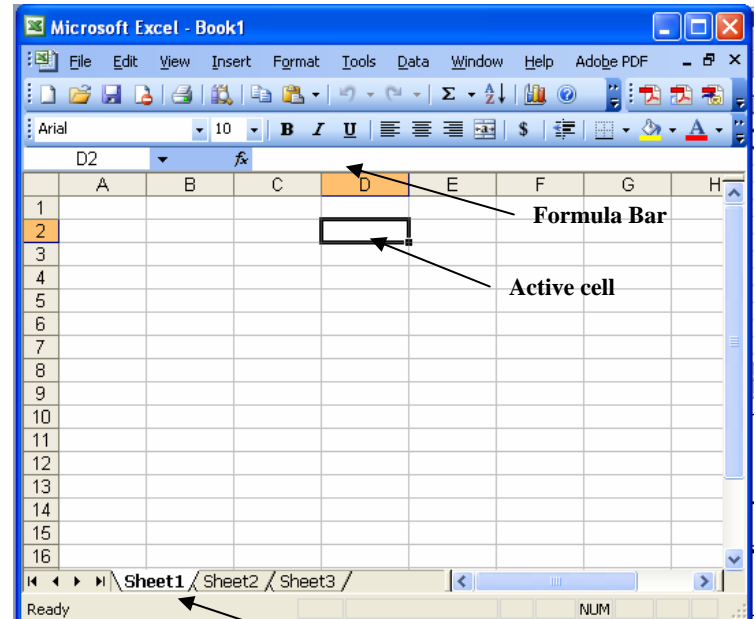 Microsoft Excel - Book1
File Edit View Insert Format Tools Data Window Help Adobe PDF
Σ
Arial 10 B I U $ A
D2 fx
A B C D E F G H
Formula Bar
Active cell
1
2
3
4
5
6
7
8
9
10
11
12
13
14
15
16
Sheet1 Sheet2 Sheet3
Ready NUM